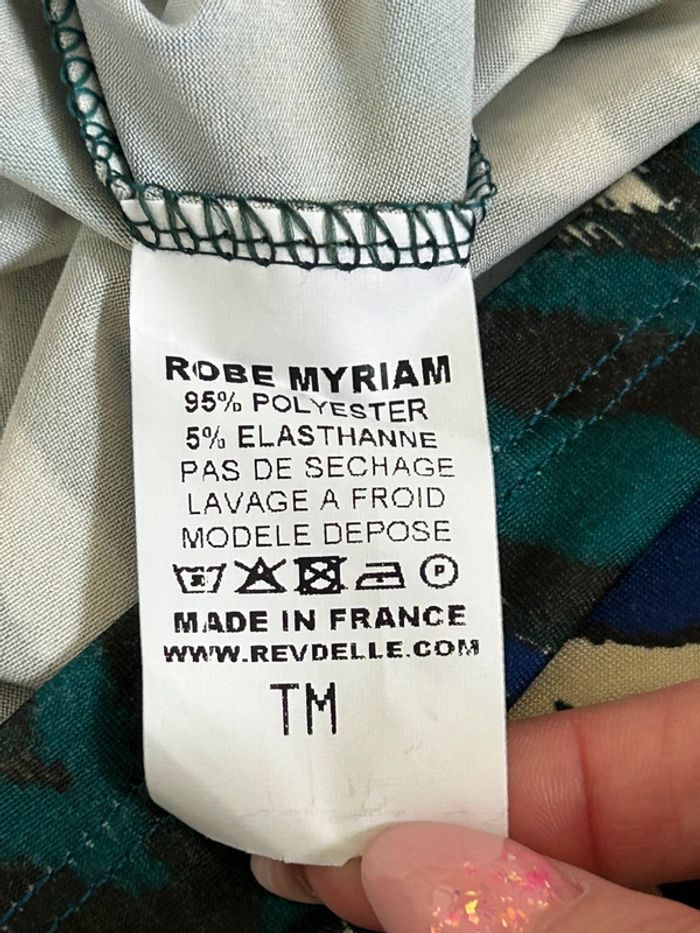 ROBE MYRIAM
95% POLYESTER
5% ELASTHANNE
PAS DE SECHAGE
LAVAGE A FROID
MODELE DEPOSE
P
MADE IN FRANCE
WWW.REVDELLE.COM
TM